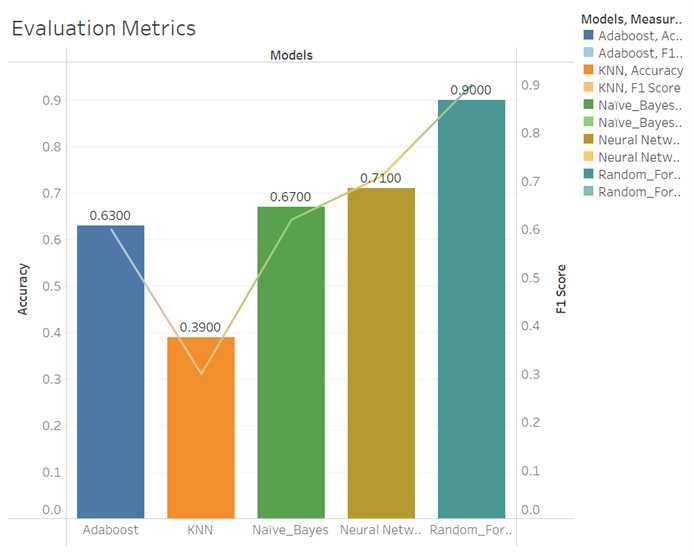 Evaluation Metrics
Models
0.9
0.8
0.7
0.6
0.5
0.4
0.3
0.2
0.1
0.0
Accuracy
0.6300
0.3900
0.6700
0.7100
0.9000
0.9
0.8
0.7
0.6
0.5
0.4
0.3
0.2
0.1
0.0
F1 Score
Adaboost
KNN
Naïve_Bayes
Neural Netw..
Random_For..
Models, Measur..
Adaboost, Ac..
Adaboost, F1..
KNN, Accuracy
KNN, F1 Score
Naïve_Bayes..
Naïve_Bayes..
Neural Netw..
Neural Netw..
Random_For..
Random_For..